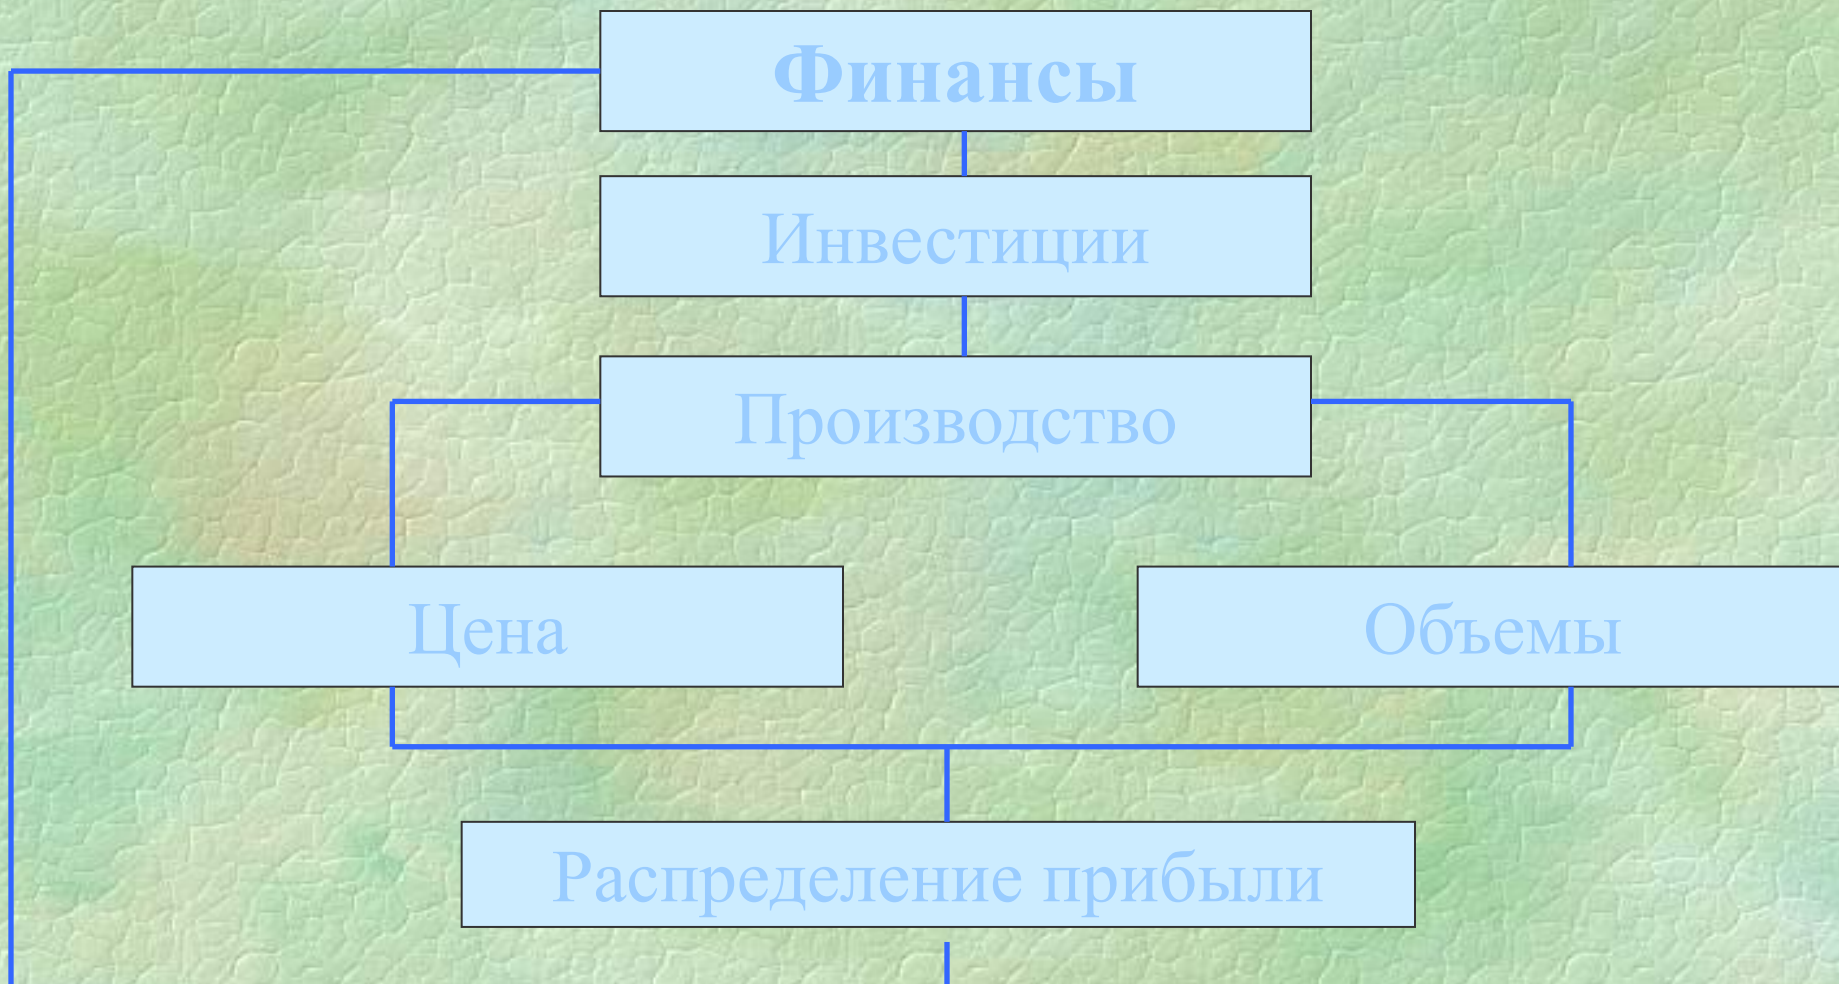 Финансы
Инвестиции
Производство
Цена
Объемы
Распределение прибыли